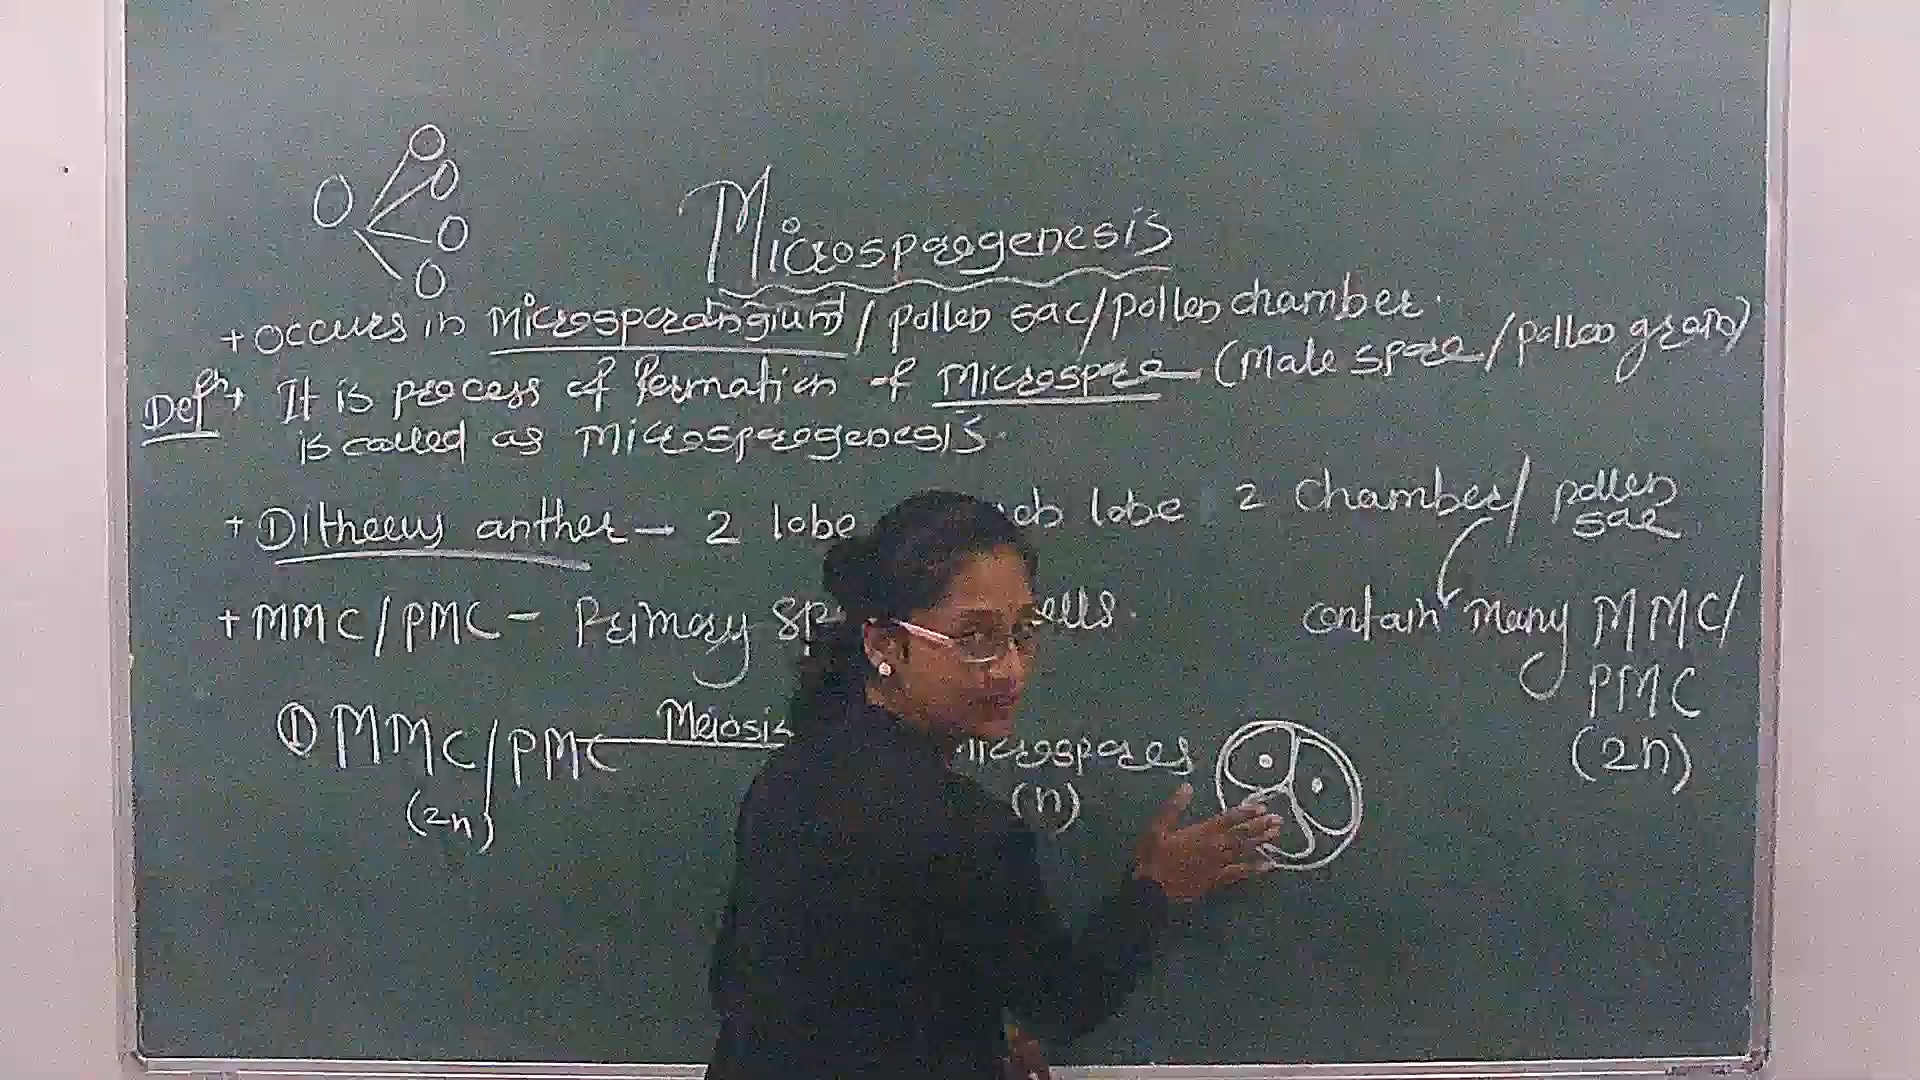 Microsporogenesis
+ occurs in Microsporangium / pollen sac / pollen chamber.
Defn + It is process of formation of Microspore (Male spore / pollen grain)
is called as Microsporogenesis.
+ Dithecus anther - 2 lobe lobe 2 chamber / pollen sac
+ MMC / PMC - Primary
contain many MMC /
PMC
(2n)
① MMC / PMC Meiosis microspores
(2n) (n)